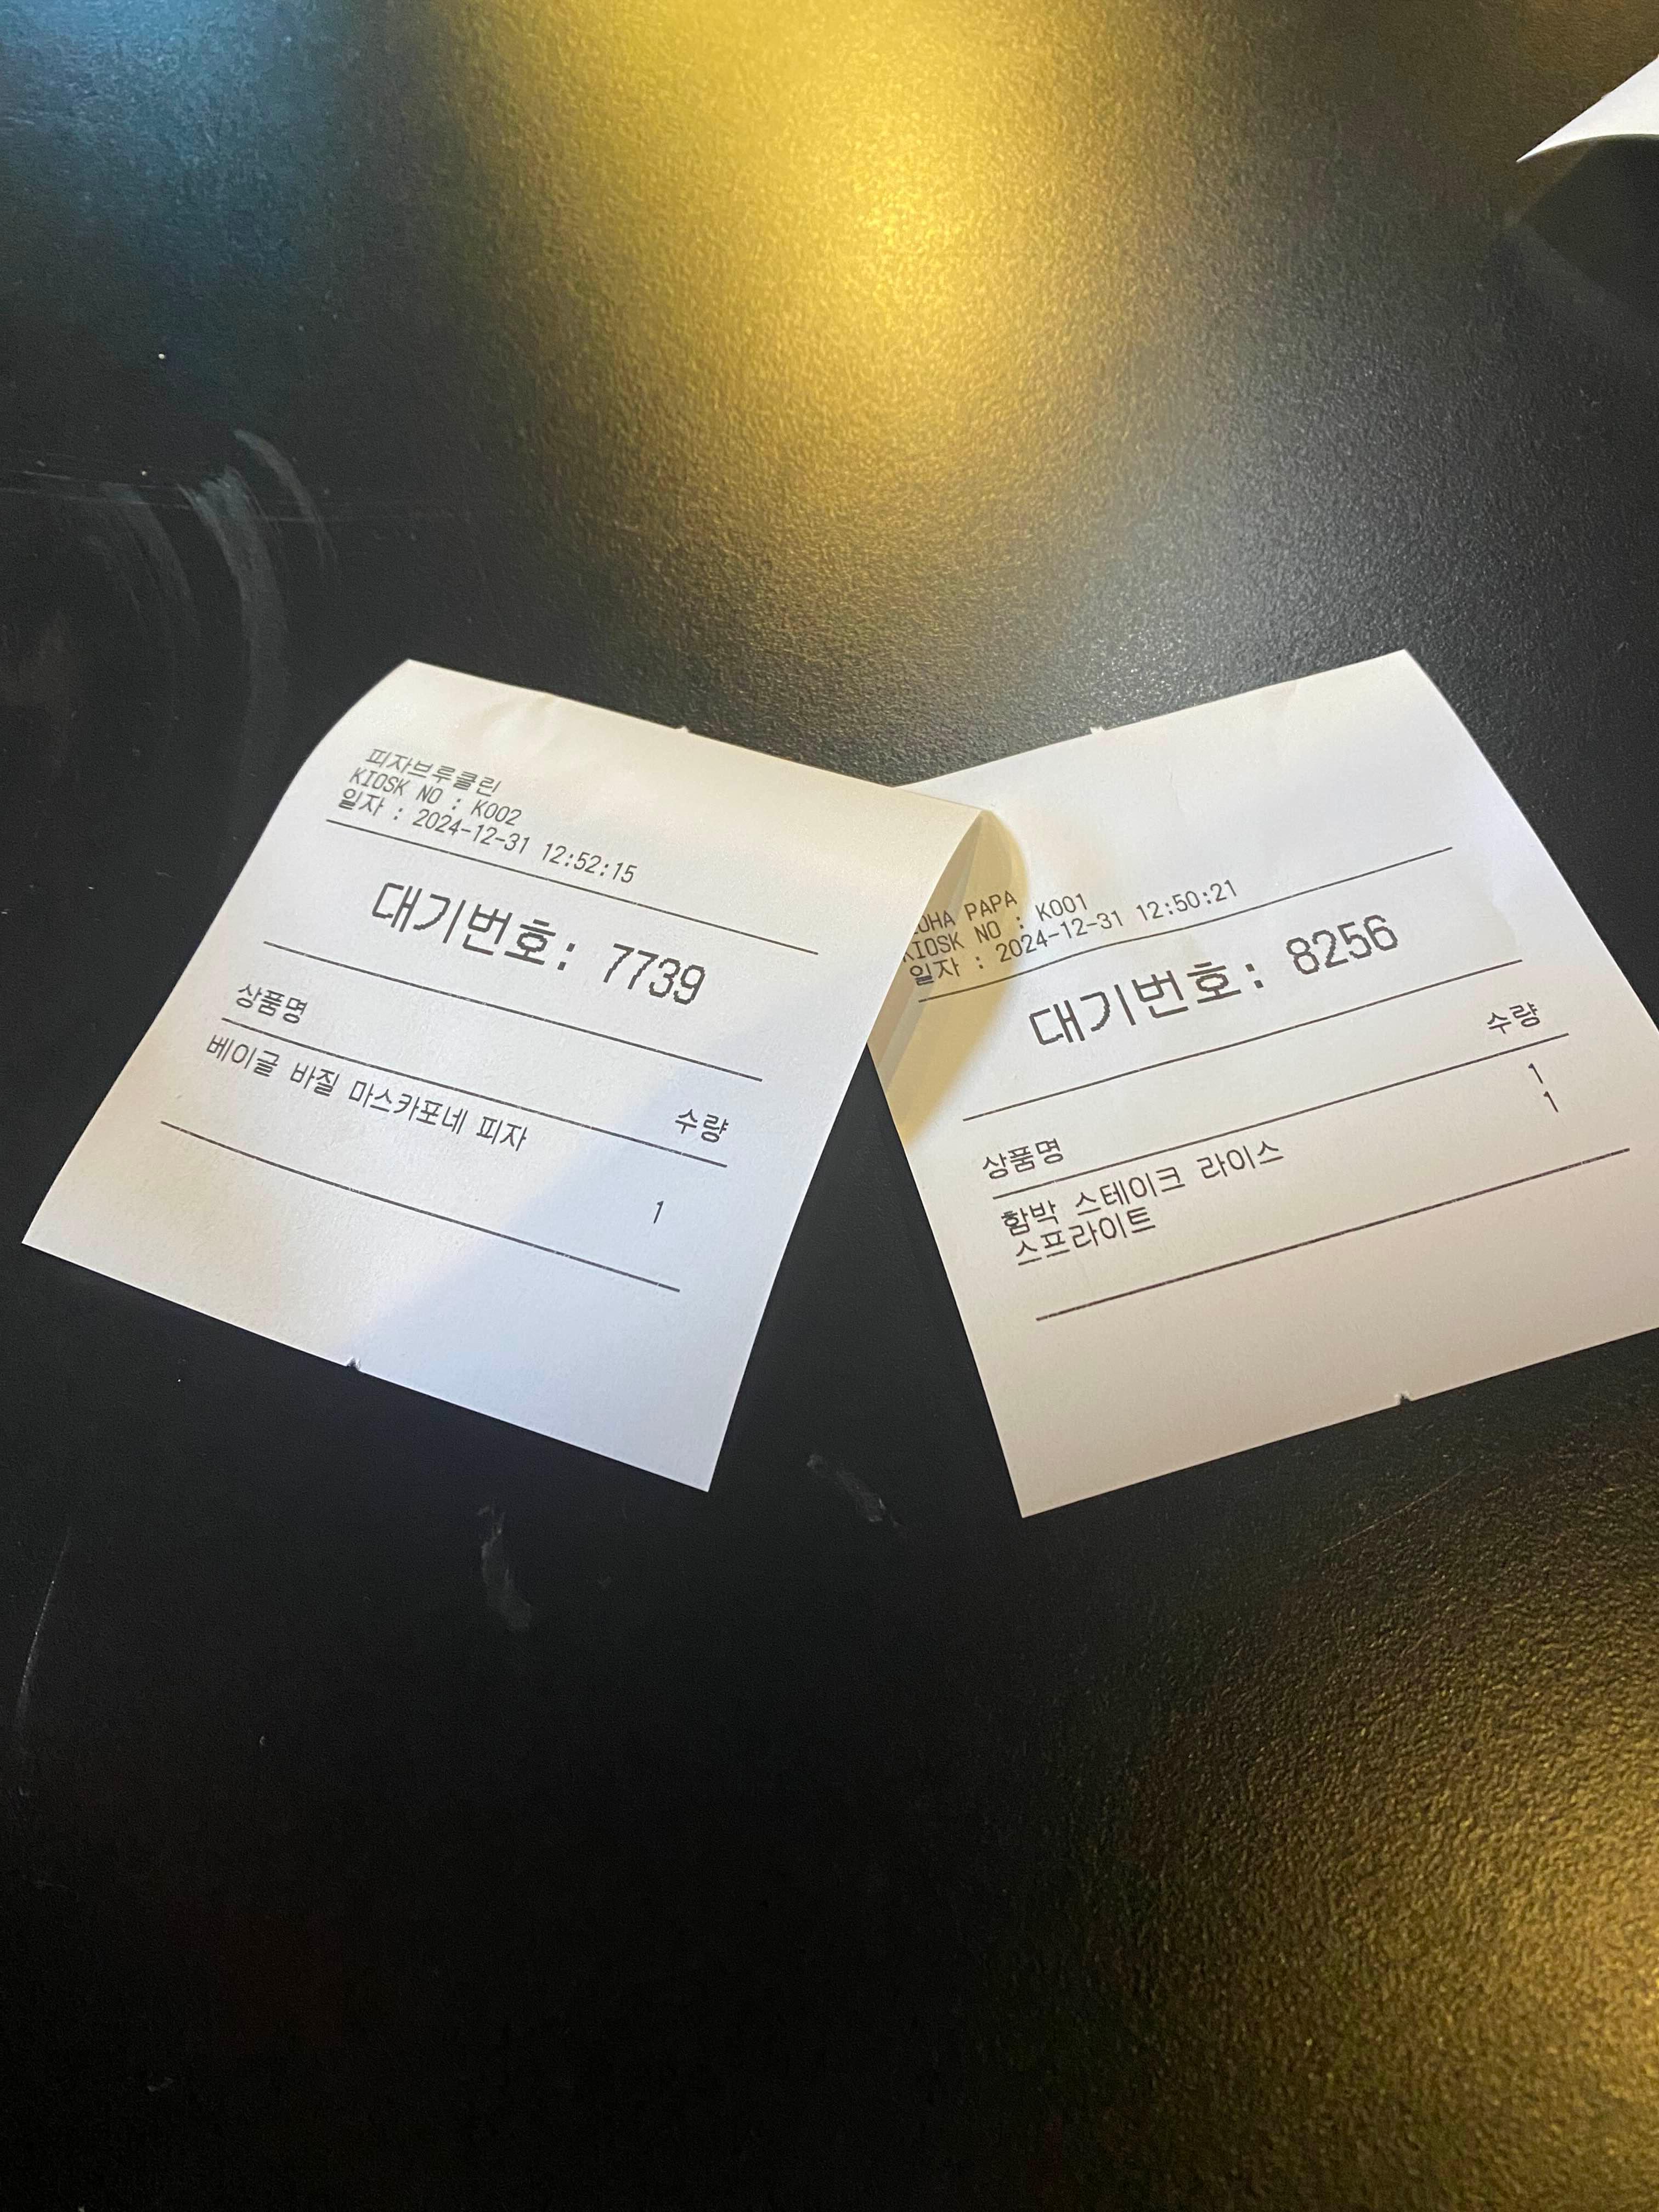 피자브루클린
KIOSK NO : K002
일자 : 2024-12-31 12:52:15
대기번호: 7739
상품명 수량
베이글 바질 마스카포네 피자
1
PAPA
KIOSK NO : K001
일자 : 2024-12-31 12:50:21
대기번호: 8256
상품명 수량
함박 스테이크 라이스 1
스프라이트 1